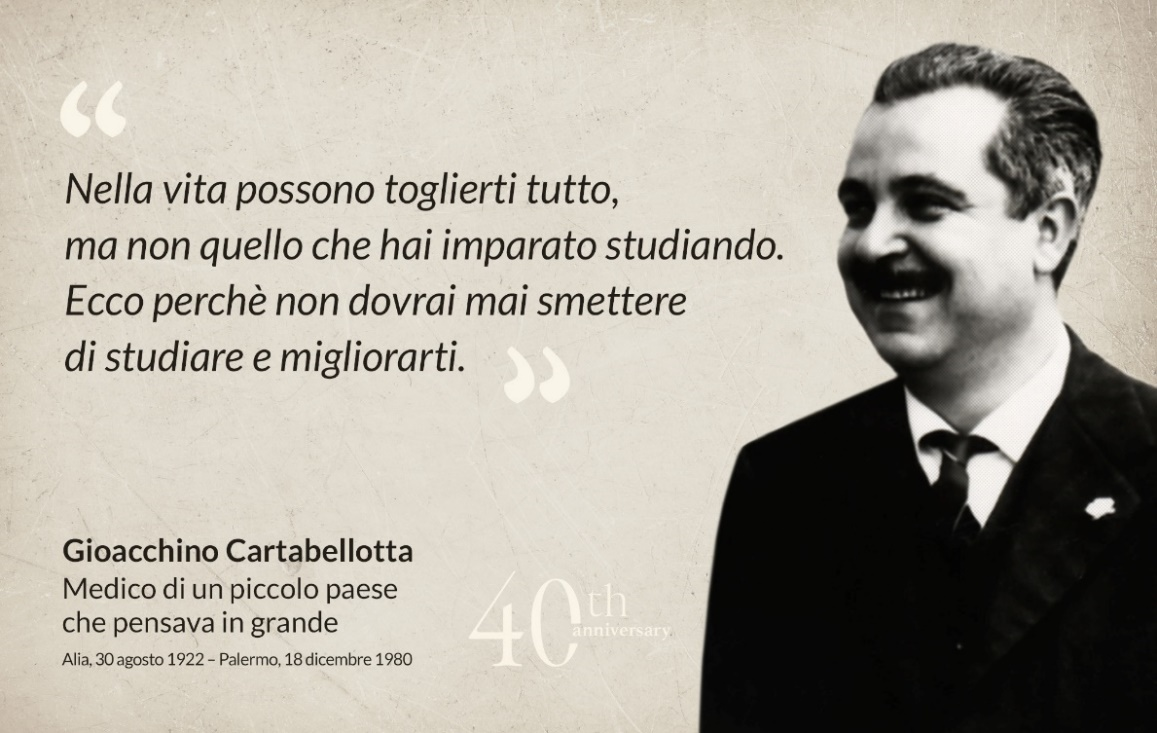 “
Nella vita possono toglierti tutto,
ma non quello che hai imparato studiando.
Ecco perchè non dovrai mai smettere
di studiare e migliorarti.
”
Gioacchino Cartabellotta
Medico di un piccolo paese
che pensava in grande
Alia, 30 agosto 1922 – Palermo, 18 dicembre 1980
40th
anniversary